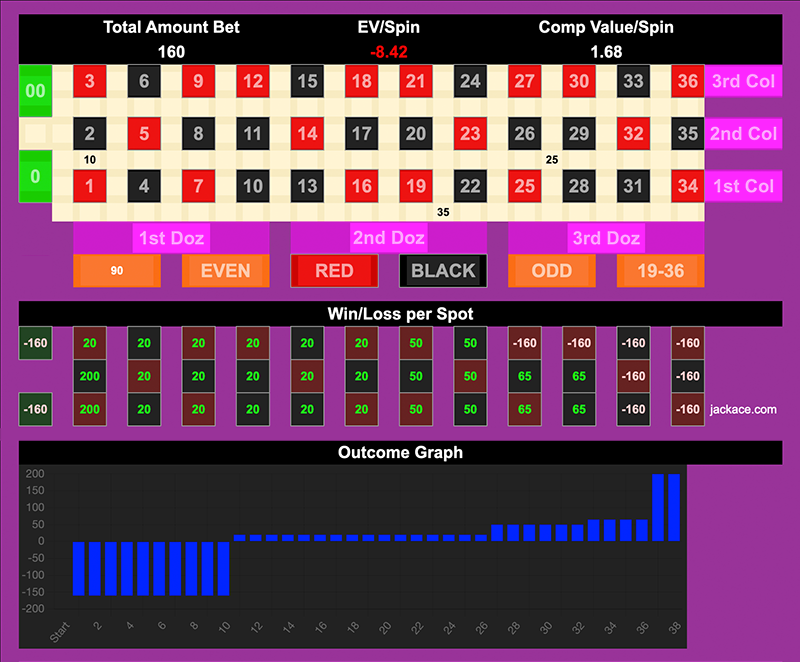 Total Amount Bet EV/Spin Comp Value/Spin
160 -8.42 1.68
00 3 6 9 12 15 18 21 24 27 30 33 36 3rd Col
2 5 8 11 14 17 20 23 26 29 32 35 2nd Col
10 25
0 1 4 7 10 13 16 19 22 25 28 31 34 1st Col
35
1st Doz 2nd Doz 3rd Doz
90 EVEN RED BLACK ODD 19-36
Win/Loss per Spot
-160 20 20 20 20 20 20 50 50 -160 -160 -160 -160
200 20 20 20 20 20 50 50 65 65 -160 -160
-160 200 20 20 20 20 20 50 50 65 65 -160 -160 jackace.com
Outcome Graph
200
150
100
50
0
-50
-100
-150
-200
Start 2 4 6 8 10 12 14 16 18 20 22 24 26 28 30 32 34 36 38